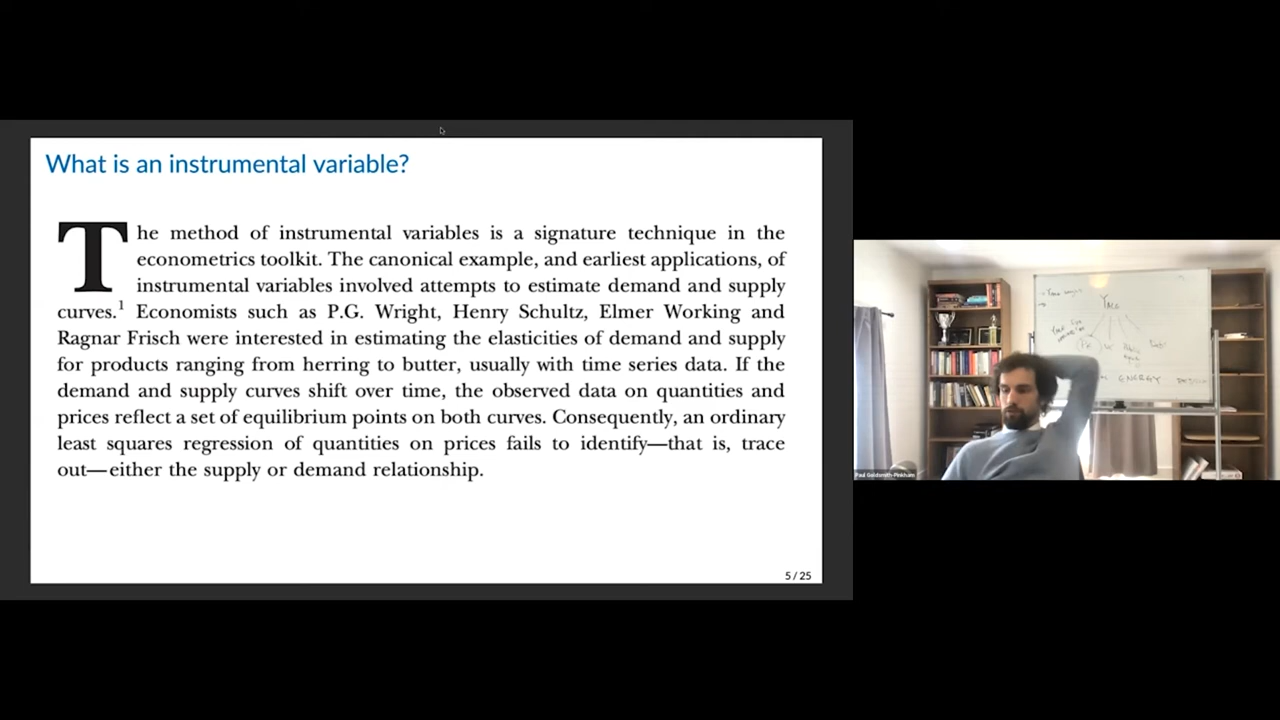 What is an instrumental variable?
The method of instrumental variables is a signature technique in the
econometrics toolkit. The canonical example, and earliest applications, of
instrumental variables involved attempts to estimate demand and supply
curves.1 Economists such as P.G. Wright, Henry Schultz, Elmer Working and
Ragnar Frisch were interested in estimating the elasticities of demand and supply
for products ranging from herring to butter, usually with time series data. If the
demand and supply curves shift over time, the observed data on quantities and
prices reflect a set of equilibrium points on both curves. Consequently, an ordinary
least squares regression of quantities on prices fails to identify—that is, trace
out—either the supply or demand relationship.
5 / 25
Paul Goldsmith-Pinkham
ENERGY